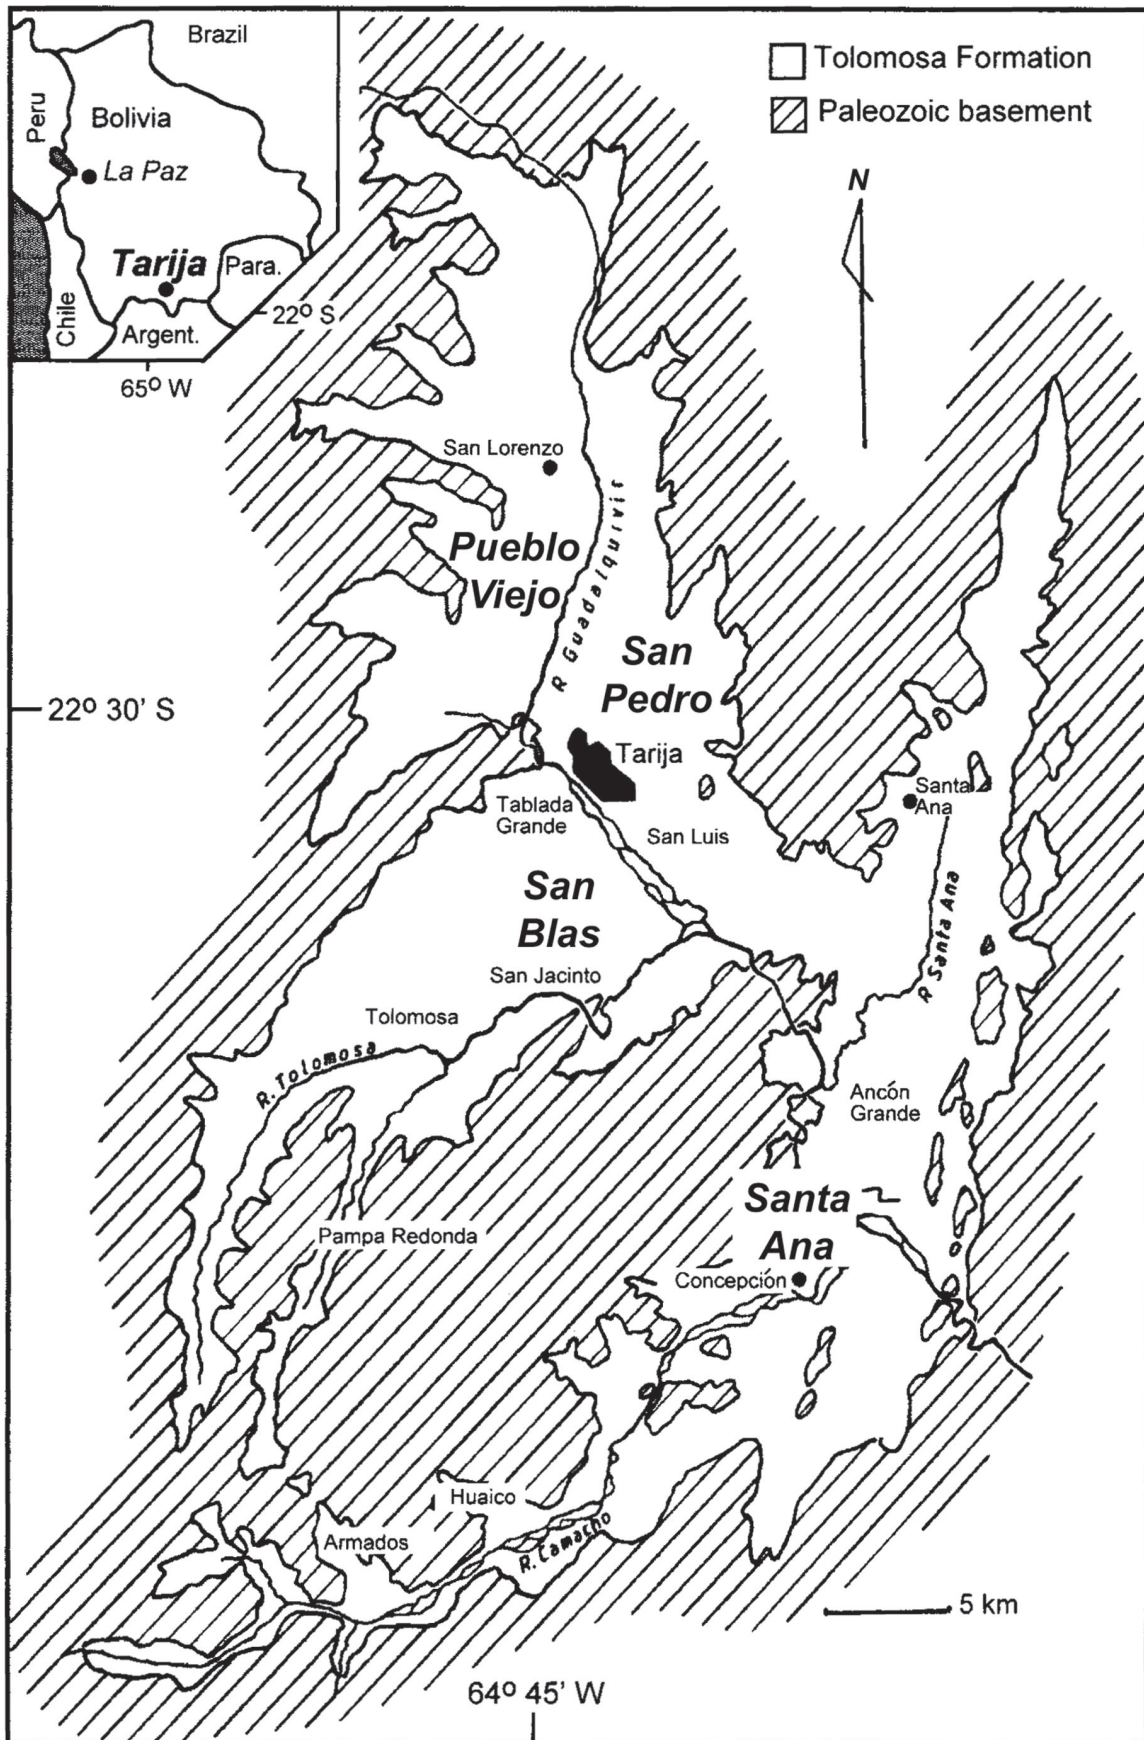 Brazil
Peru
Bolivia
La Paz
Tarija
Para.
Chile
Argent.
22º S
65º W
Tolomosa Formation
Paleozoic basement
N
San Lorenzo
Pueblo
Viejo
R Guadalquivir
San
Pedro
22º 30' S
Tarija
Santa
Ana
Tablada
Grande
San Luis
San
Blas
R Santa Ana
San Jacinto
Tolomosa
R. Tolomosa
Ancón
Grande
Santa
Ana
Pampa Redonda
Concepción
Huaico
Armados
R. Camacho
5 km
64º 45' W